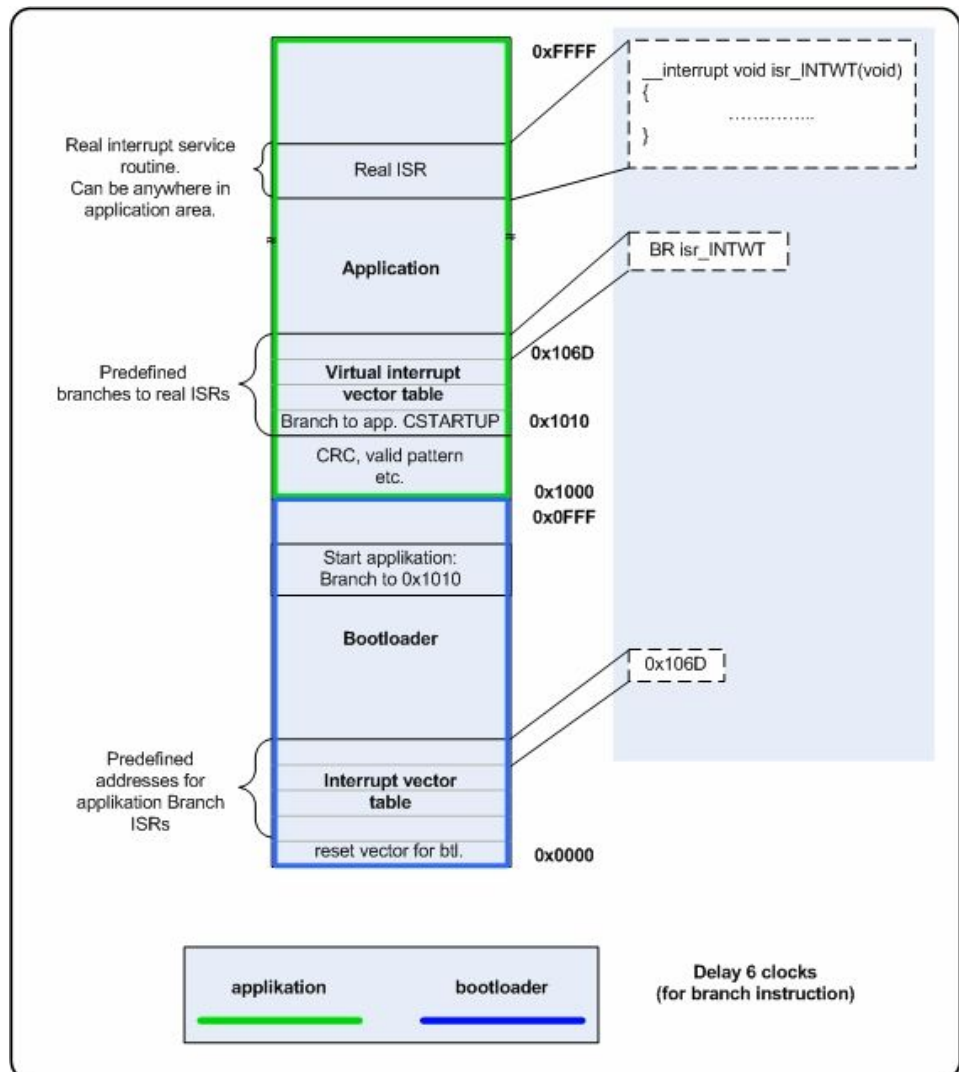 0xFFFF
__interrupt void isr_INTWT(void)
{
...............
}
Real interrupt service
routine.
Can be anywhere in
application area.
Real ISR
≈
≈
BR isr_INTWT
Application
0x106D
Predefined
branches to real ISRs
Virtual interrupt
vector table
Branch to app. CSTARTUP
0x1010
CRC, valid pattern
etc.
0x1000
0x0FFF
Start applikation:
Branch to 0x1010
Bootloader
0x106D
Predefined
addresses for
applikation Branch
ISRs
Interrupt vector
table
reset vector for btl.
0x0000
applikation
bootloader
Delay 6 clocks
(for branch instruction)